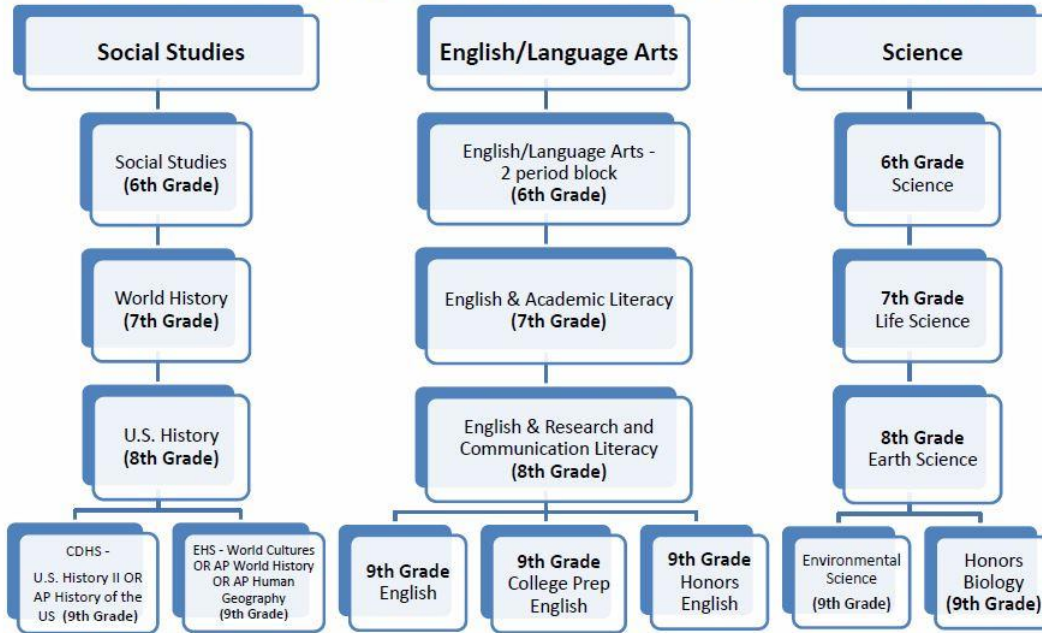 Social Studies
English/Language Arts
Science
Social Studies
(6th Grade)
English/Language Arts -
2 period block
(6th Grade)
6th Grade
Science
World History
(7th Grade)
English & Academic Literacy
(7th Grade)
7th Grade
Life Science
U.S. History
(8th Grade)
English & Research and
Communication Literacy
(8th Grade)
8th Grade
Earth Science
CDHS -
U.S. History II OR
AP History of the
US (9th Grade)
EHS - World Cultures
OR AP World History
OR AP Human
Geography
(9th Grade)
9th Grade
English
9th Grade
College Prep
English
9th Grade
Honors
English
Environmental
Science
(9th Grade)
Honors
Biology
(9th Grade)